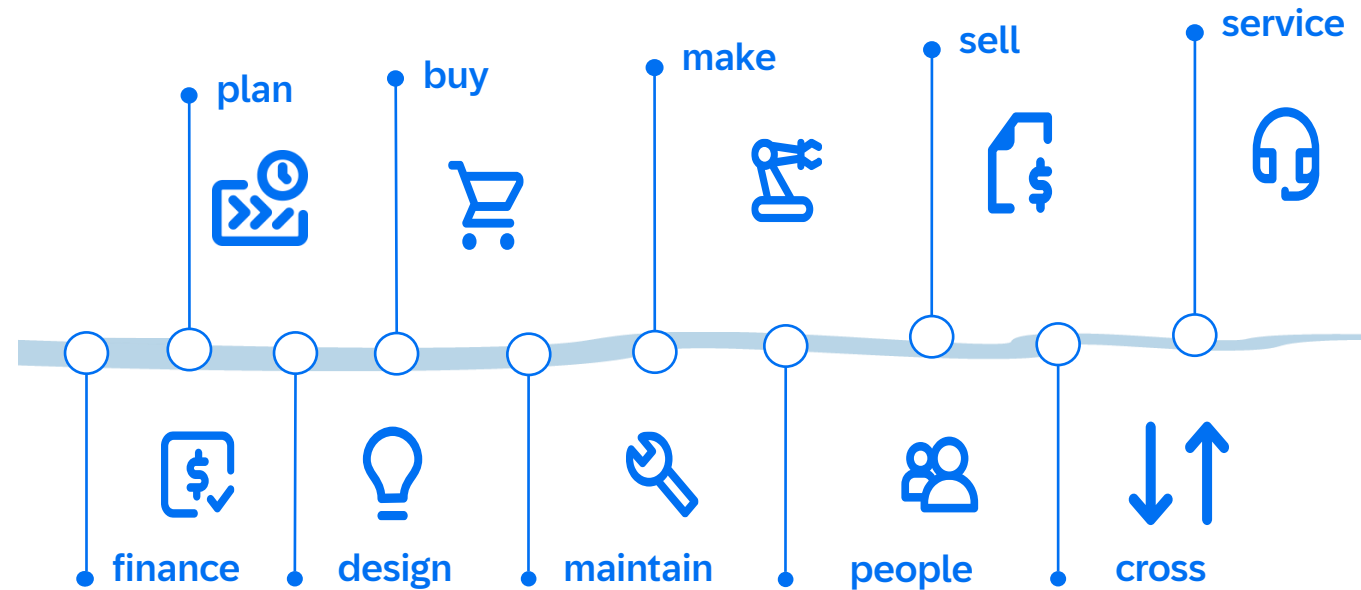 plan
buy
make
sell
service
finance
design
maintain
people
cross